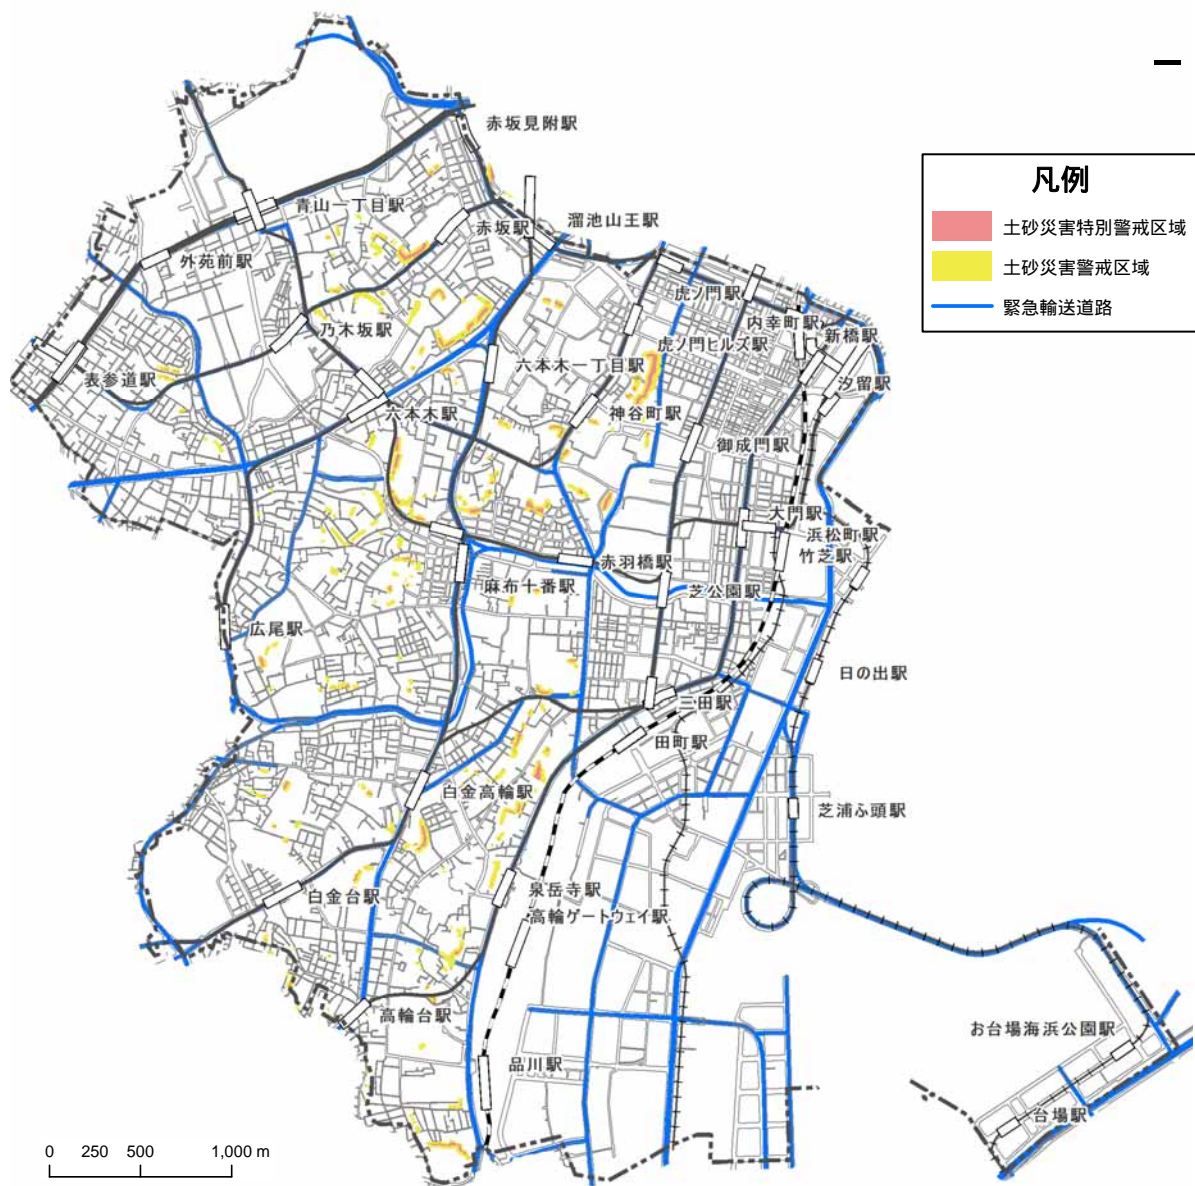 赤坂見附駅
凡例
土砂災害特別警戒区域
土砂災害警戒区域
緊急輸送道路
青山一丁目駅
赤坂駅
溜池山王駅
外苑前駅
虎ノ門駅
内幸町駅
新橋駅
乃木坂駅
虎ノ門ヒルズ駅
六本木一丁目駅
表参道駅
汐留駅
六本木駅
神谷町駅
御成門駅
大門駅
浜松町駅
竹芝駅
赤羽橋駅
麻布十番駅
芝公園駅
広尾駅
日の出駅
三田駅
田町駅
白金高輪駅
芝浦ふ頭駅
泉岳寺駅
白金台駅
高輪ゲートウェイ駅
高輪台駅
お台場海浜公園駅
品川駅
台場駅
0 250 500 1,000 m